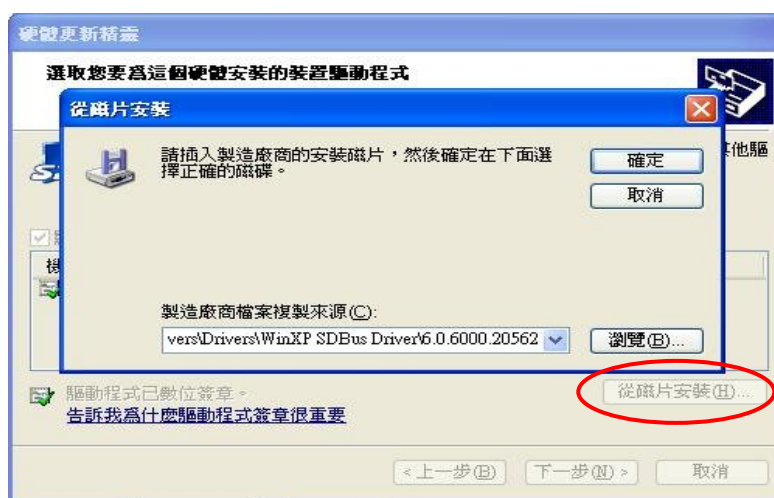 硬體更新精靈
選取您要為這個硬體安裝的裝置驅動程式
從磁片安裝
請插入製造廠商的安裝磁片，然後確定在下面選
擇正確的磁碟。
確定
其他驅
取消
機
製造廠商檔案複製來源(C):
vers\Drivers\WinXP SDBus Driver\6.0.6000.20562
瀏覽(B)...
驅動程式已數位簽章。
從磁片安裝(H)...
告訴我為什麼驅動程式簽章很重要
<上一步(B)
下一步(N)>
取消